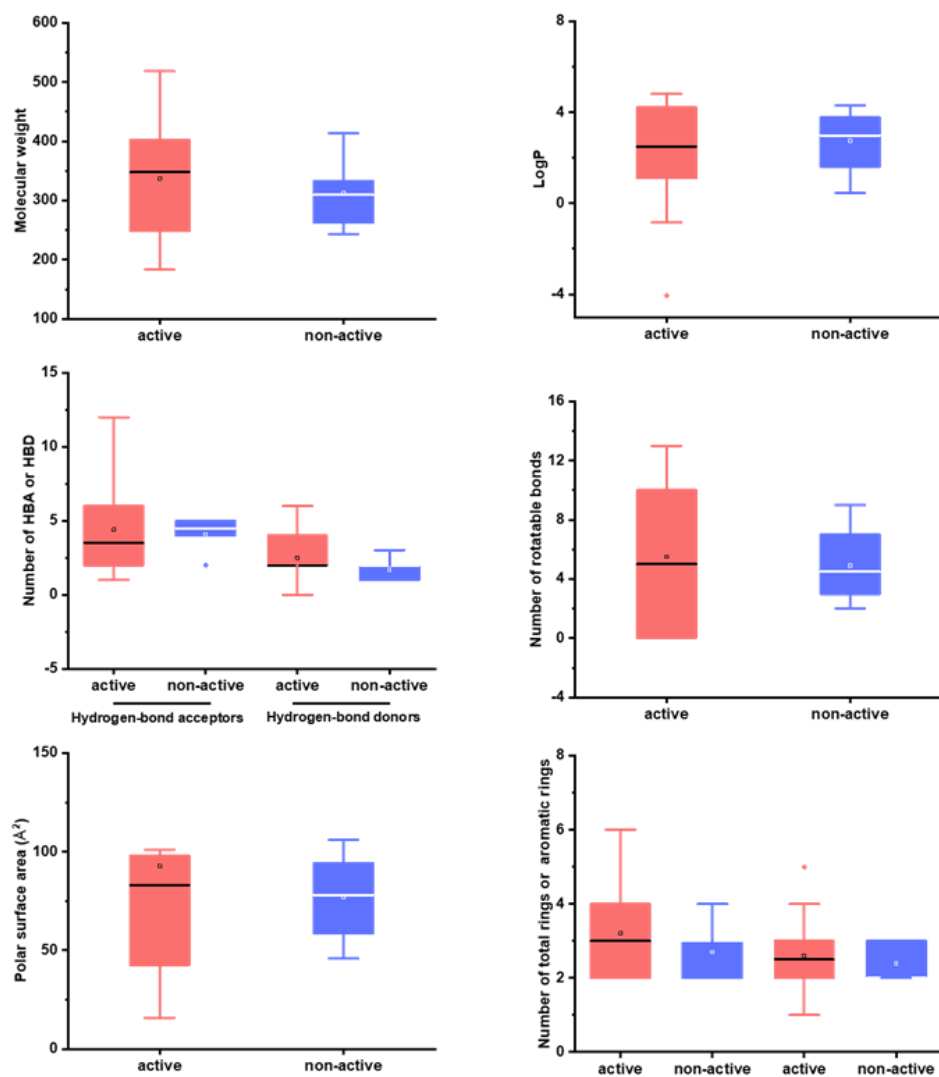 Molecular weight
600
500
400
300
200
100
active
non-active
LogP
4
0
-4
active
non-active
Number of HBA or HBD
15
10
5
0
-5
active
non-active
active
non-active
Hydrogen-bond acceptors
Hydrogen-bond donors
Number of rotatable bonds
16
12
8
4
0
-4
active
non-active
Polar surface area (Å²)
150
100
50
0
active
non-active
Number of total rings or aromatic rings
8
6
4
2
0
active
non-active
active
non-active